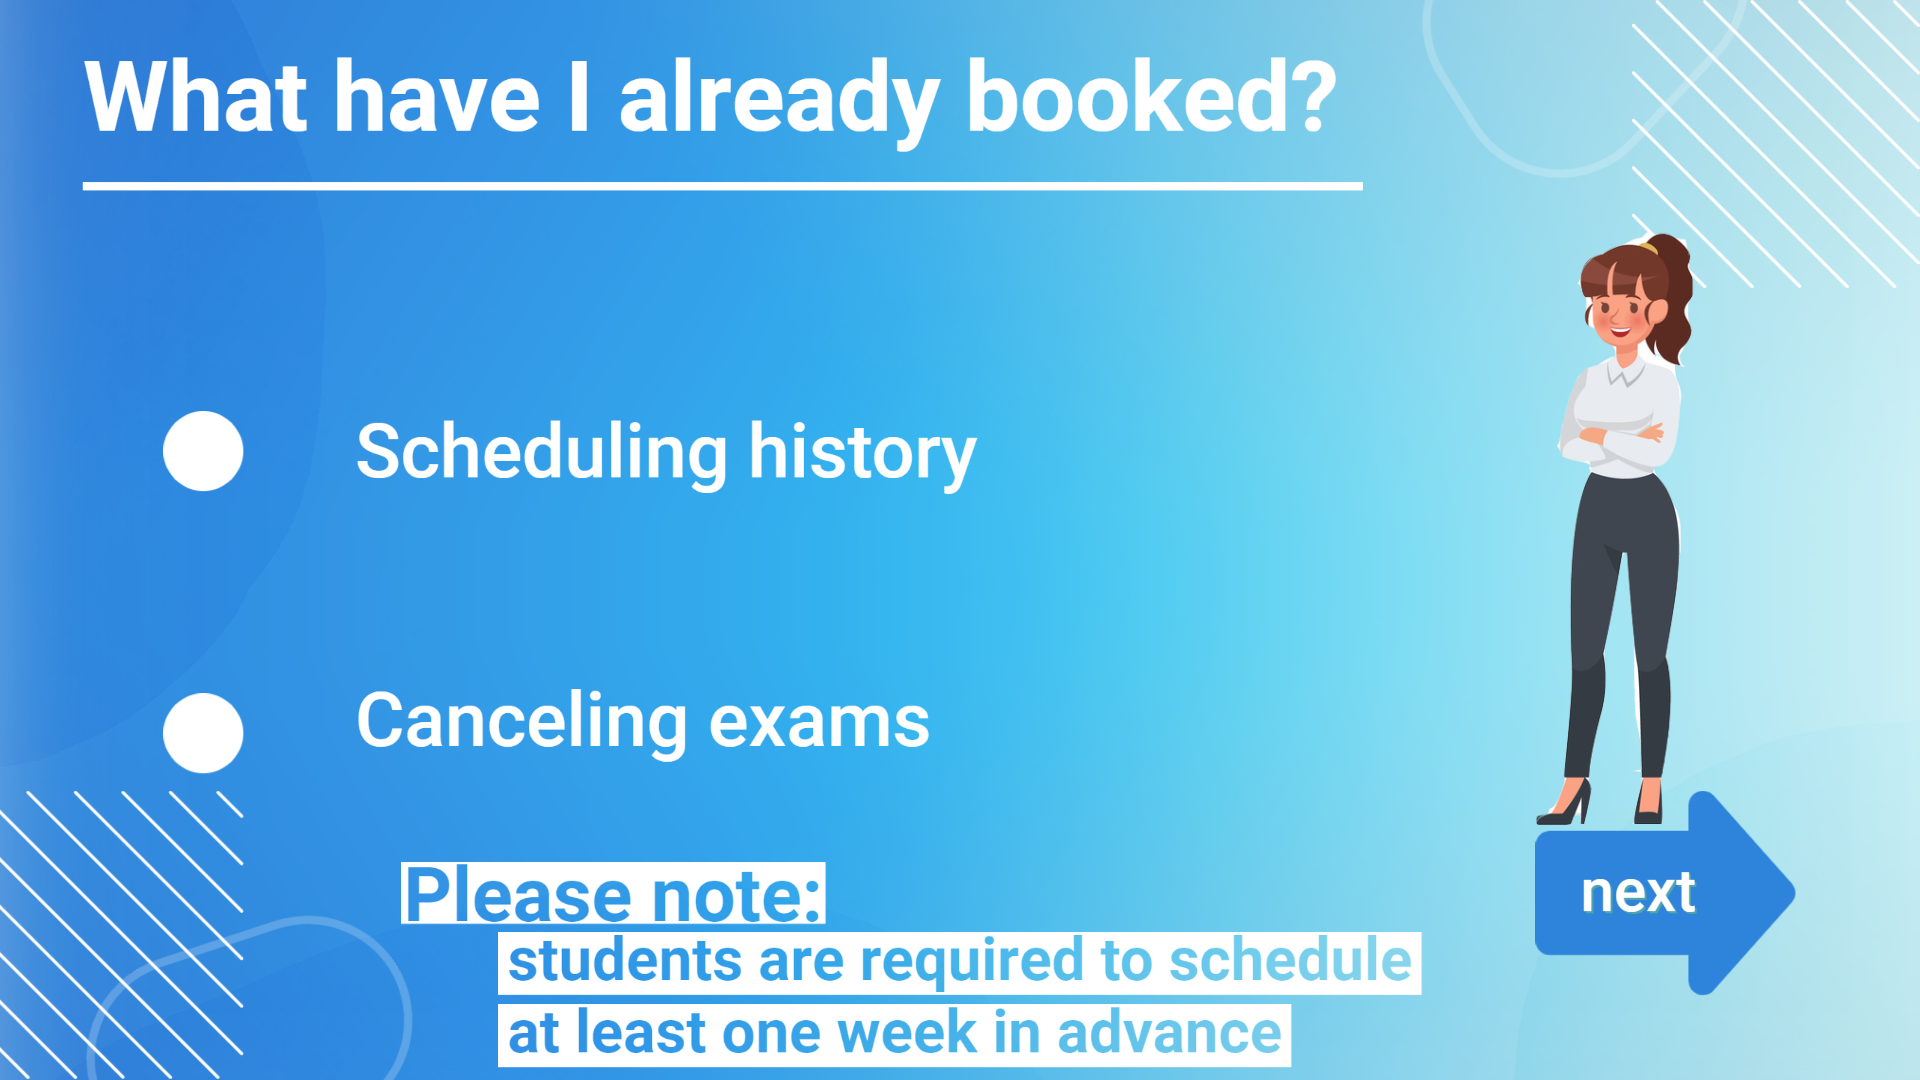 What have I already booked?
Scheduling history
Canceling exams
Please note:
students are required to schedule
at least one week in advance
next